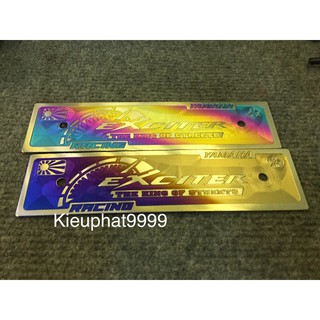 YAMAHA
EXCITER
THE KING OF STREETS
RACING
YAMAHA
EXCITER
THE KING OF STREETS
RACING
Kieuphat9999